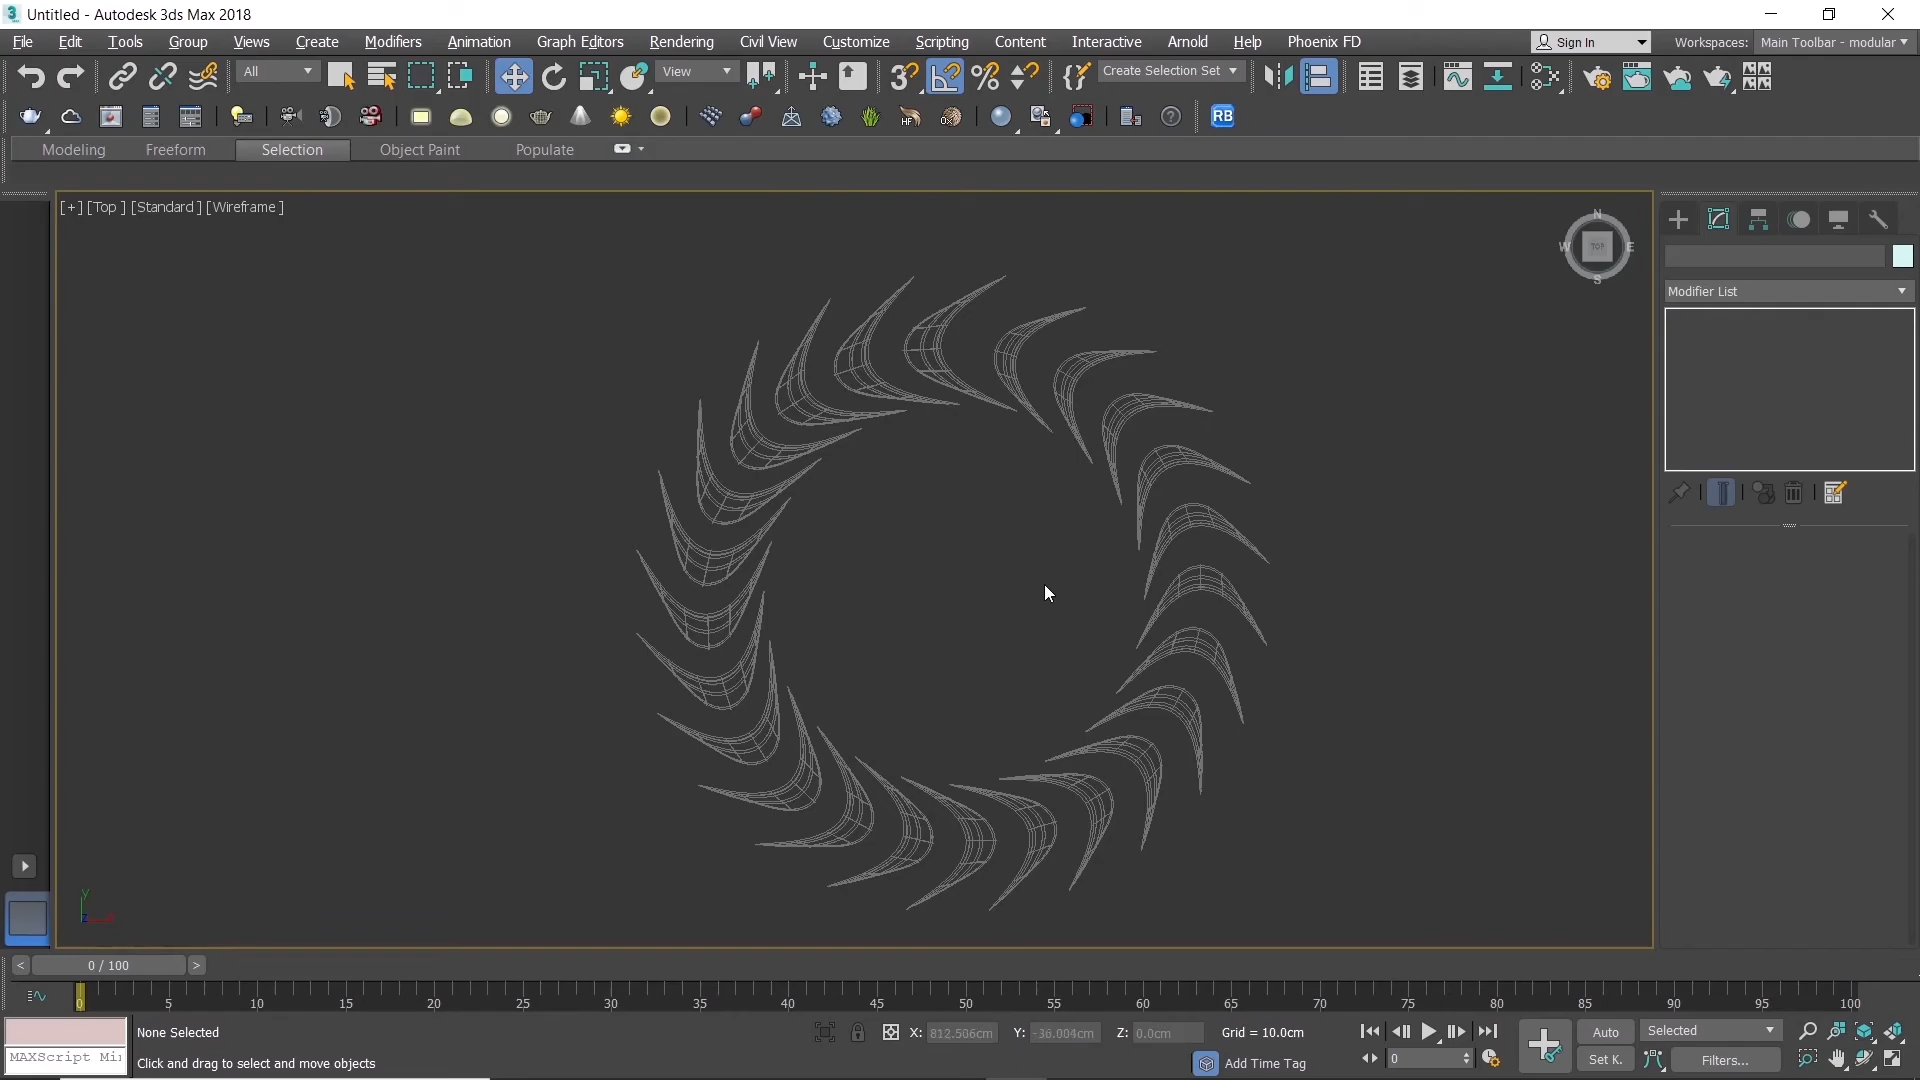 Untitled - Autodesk 3ds Max 2018
File Edit Tools Group Views Create Modifiers Animation Graph Editors Rendering Civil View Customize Scripting Content Interactive Arnold Help Phoenix FD Sign In Workspaces: Main Toolbar - modular
All View Create Selection Set
RB
Modeling Freeform Selection Object Paint Populate
[+] [Top ] [Standard ] [Wireframe ]
N
W TOP E
S
Modifier List
y
z x
< 0 / 100 >
0 5 10 15 20 25 30 35 40 45 50 55 60 65 70 75 80 85 90 95 100
None Selected X: 812.506cm Y: -36.004cm Z: 0.0cm Grid = 10.0cm Auto Selected
MAXScript Mi: Click and drag to select and move objects Add Time Tag 0 Set K. Filters...